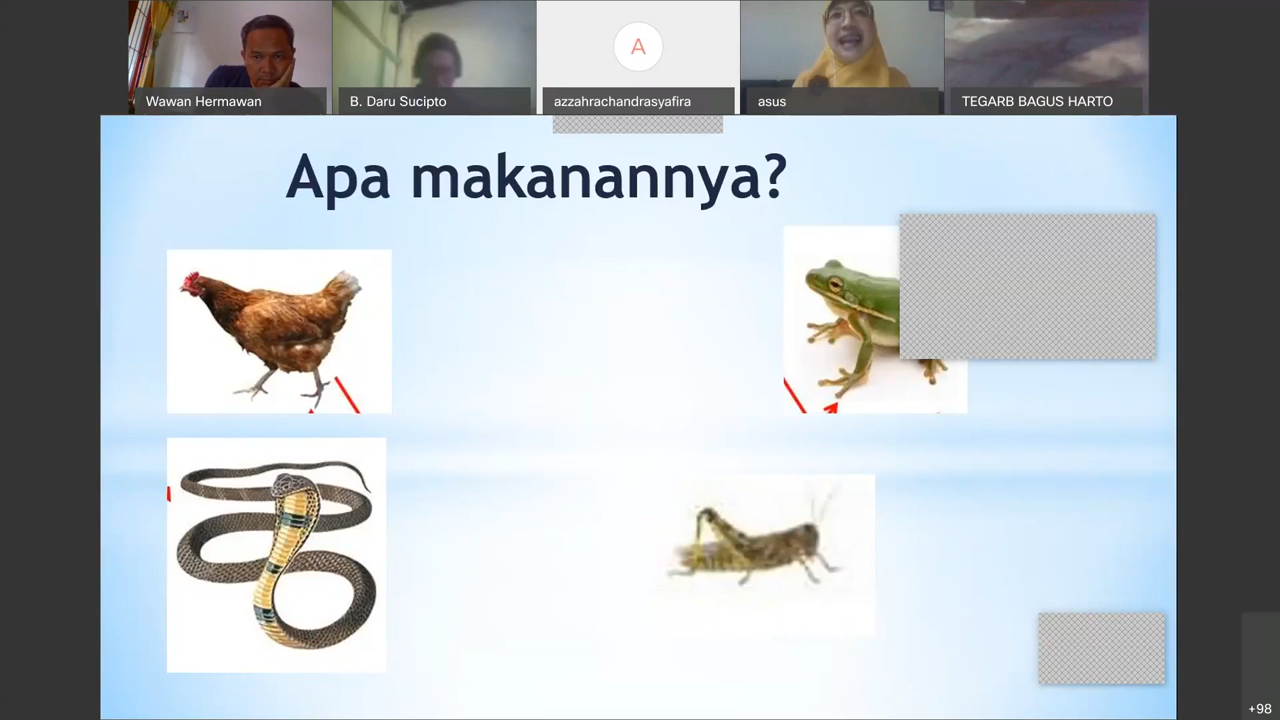 Wawan Hermawan
B. Daru Sucipto
A
azzahrachandrasyafira
asus
TEGARB BAGUS HARTO
Apa makanannya?
+98